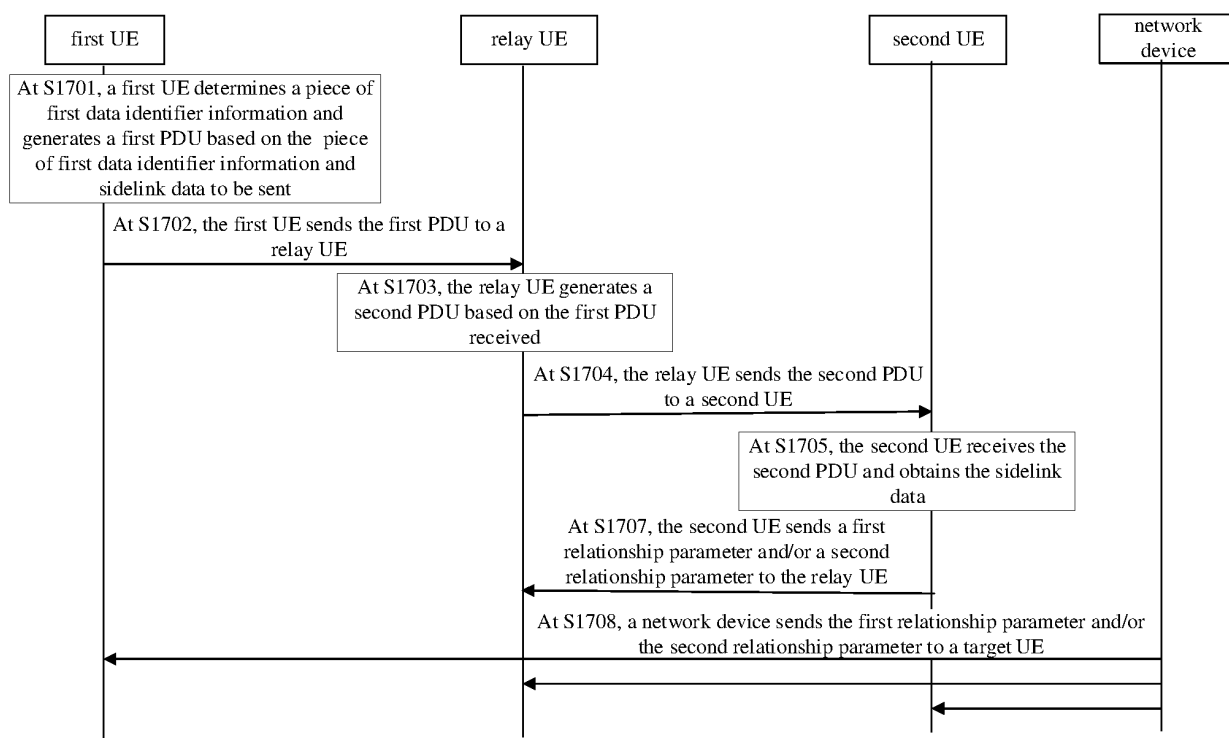 first UE
relay UE
second UE
network
device
At S1701, a first UE determines a piece of
first data identifier information and
generates a first PDU based on the piece
of first data identifier information and
sidelink data to be sent
At S1702, the first UE sends the first PDU to a
relay UE
At S1703, the relay UE generates a
second PDU based on the first PDU
received
At S1704, the relay UE sends the second PDU
to a second UE
At S1705, the second UE receives the
second PDU and obtains the sidelink
data
At S1707, the second UE sends a first
relationship parameter and/or a second
relationship parameter to the relay UE
At S1708, a network device sends the first relationship parameter and/or
the second relationship parameter to a target UE